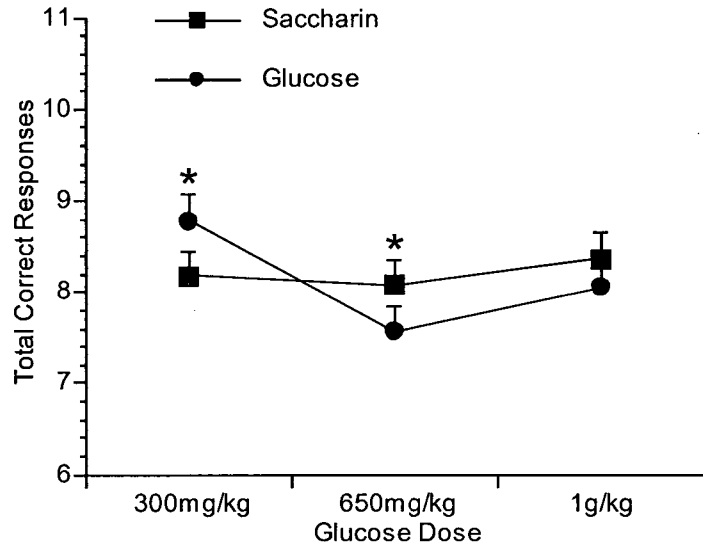 Saccharin
Glucose
Total Correct Responses
11
10
9
8
7
6
*
*
300mg/kg 650mg/kg 1g/kg
Glucose Dose